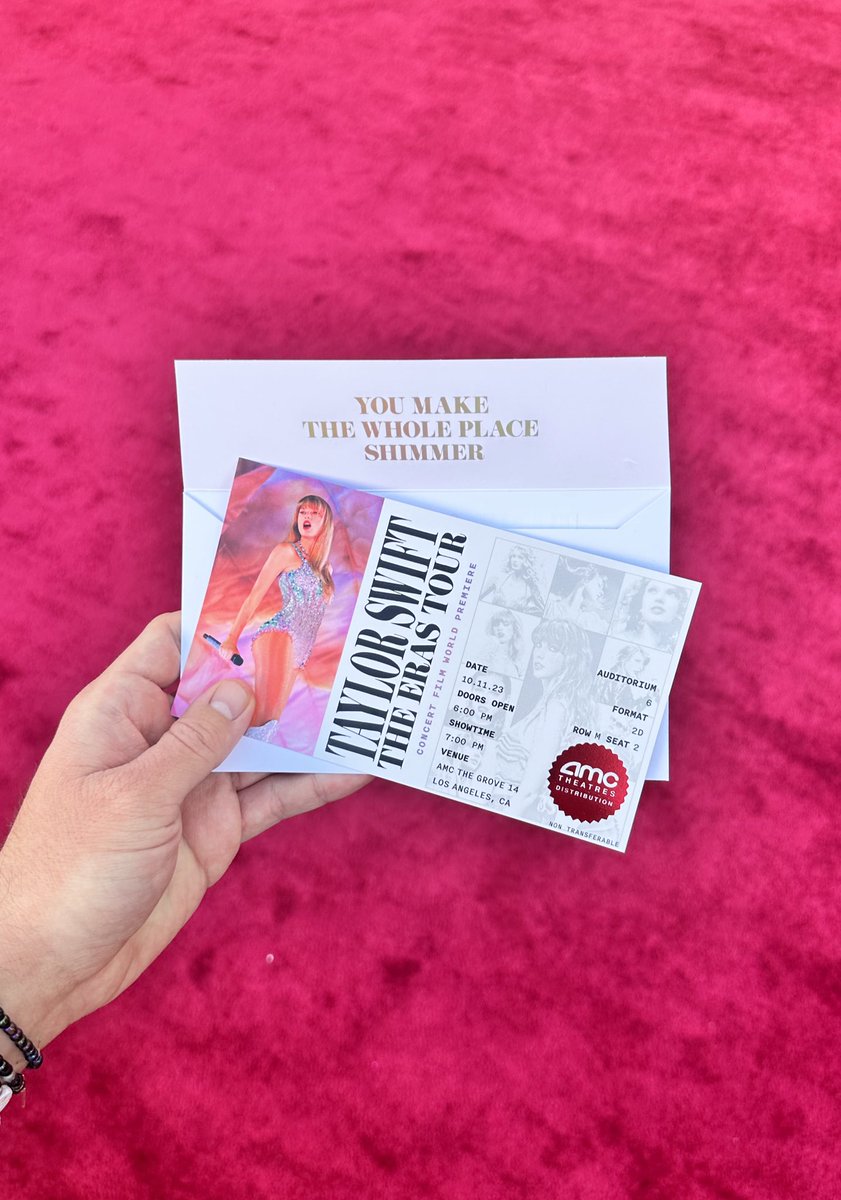 YOU MAKE
THE WHOLE PLACE
SHIMMER
TAYLOR SWIFT
THE ERAS TOUR
CONCERT FILM WORLD PREMIERE
DATE
10.11.23
DOORS OPEN
6:00 PM
SHOWTIME
7:00 PM
VENUE
AMC THE GROVE 14
LOS ANGELES, CA
AUDITORIUM
6
FORMAT
2D
ROW M SEAT 2
amc
THEATRES
DISTRIBUTION
NON TRANSFERABLE